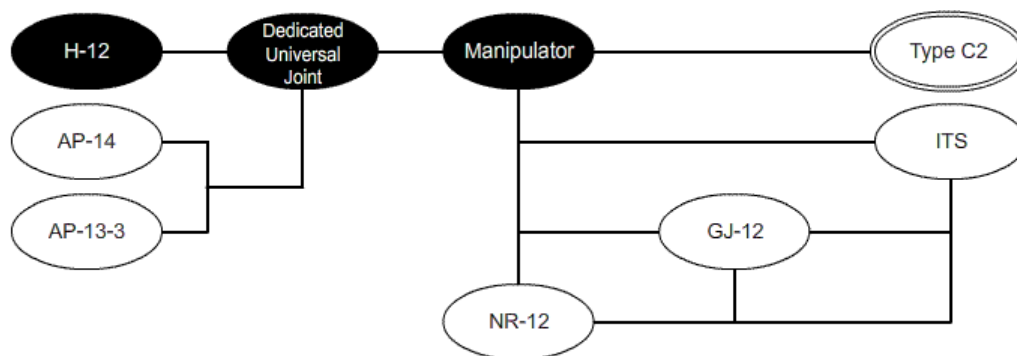 H-12
Dedicated
Universal
Joint
Manipulator
Type C2
AP-14
ITS
AP-13-3
GJ-12
NR-12